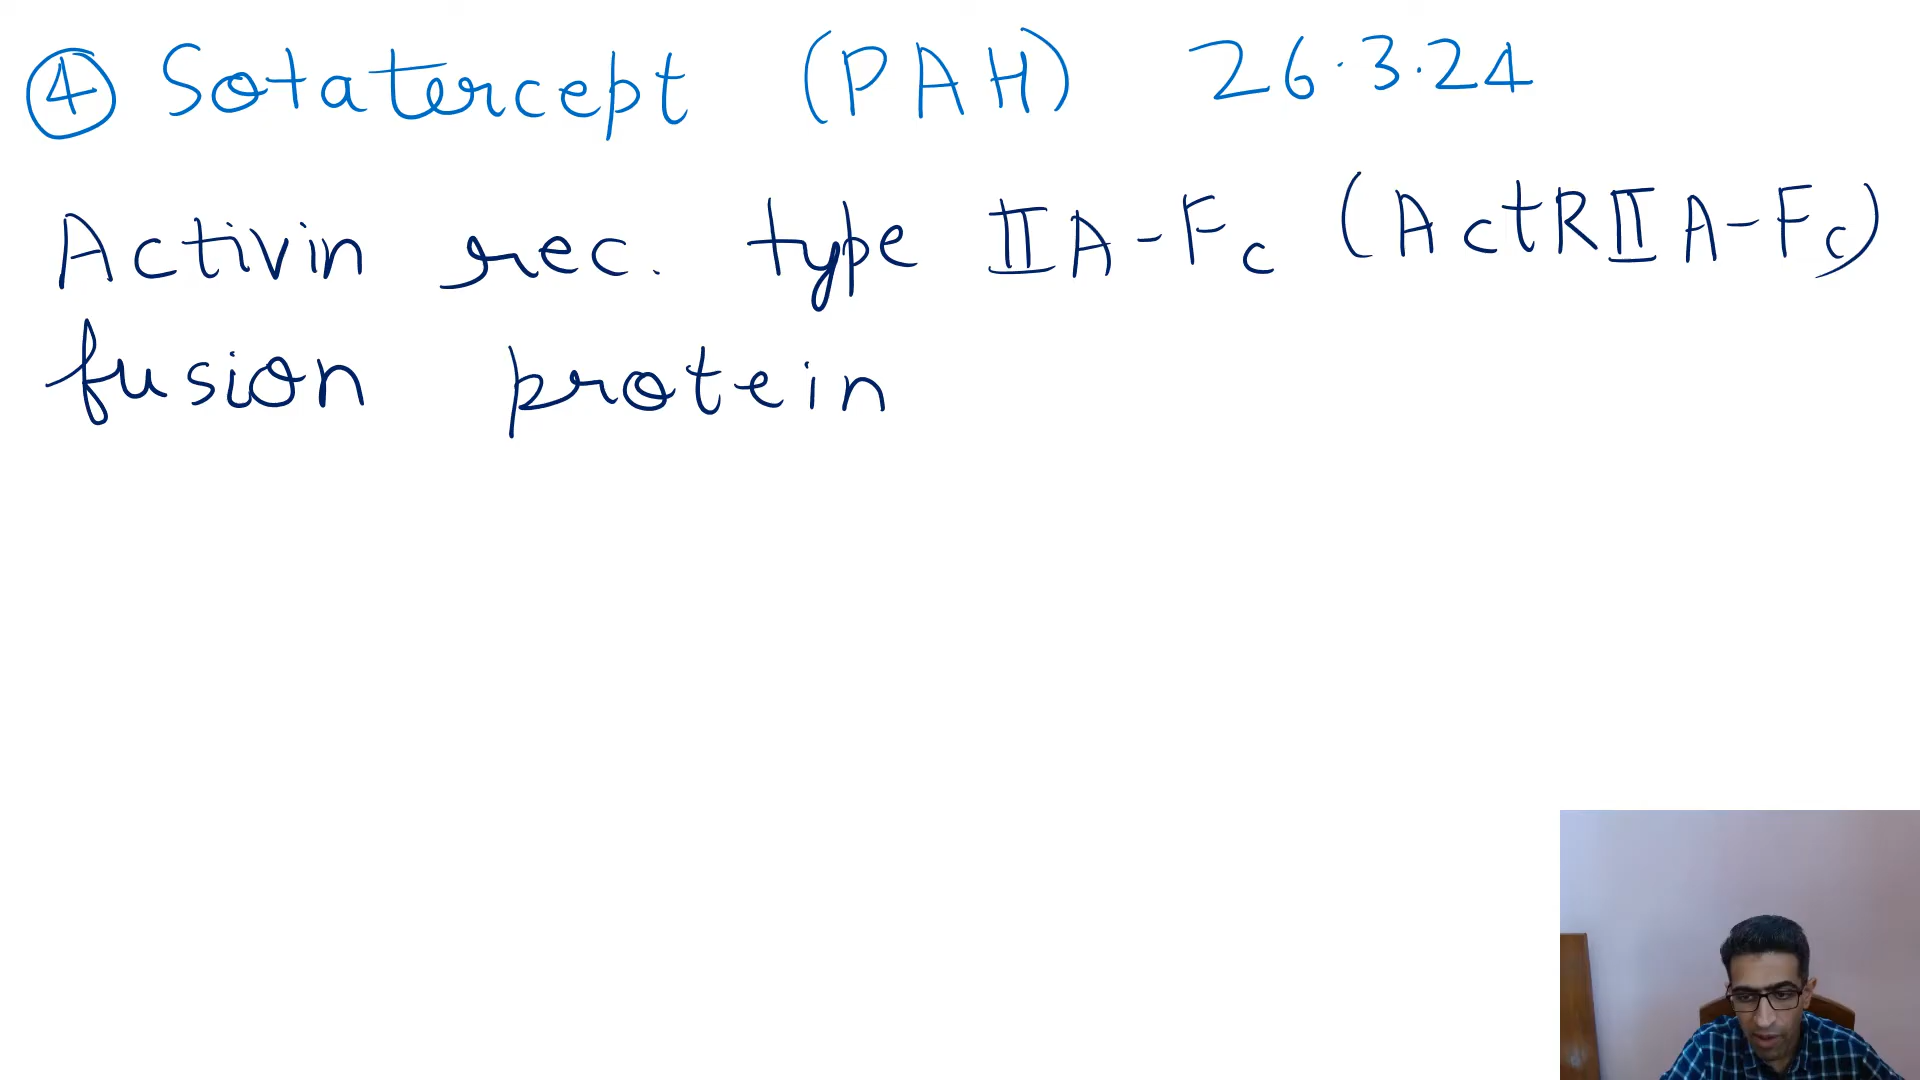 ④ Sotatercept (PAH) 26.3.24
Activin rec. type IIA-Fc (ActRIIA-Fc)
fusion protein